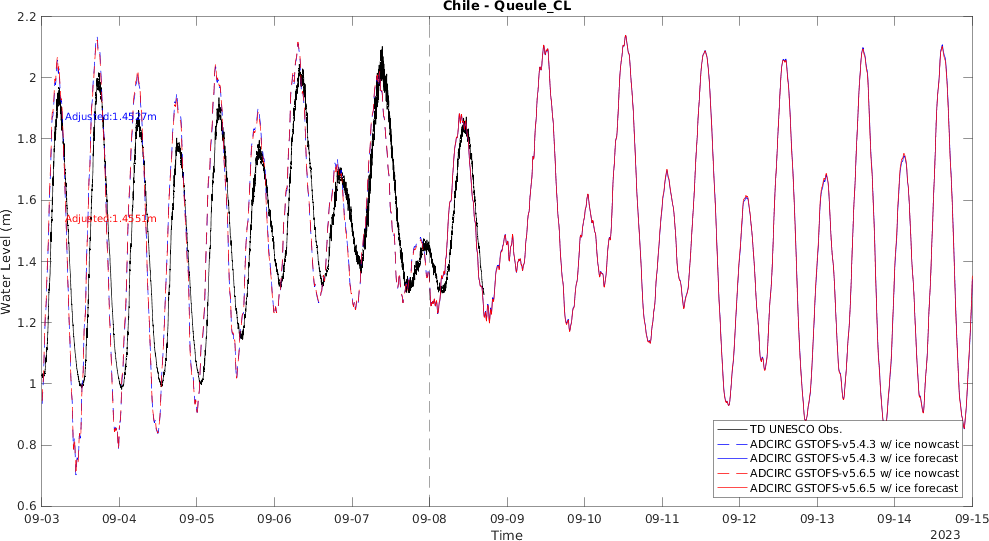 Chile - Queule_CL
2.2
2
1.8
1.6
1.4
1.2
1
0.8
0.6
Water Level (m)
Adjusted:1.4527m
Adjusted:1.4551m
TD UNESCO Obs.
ADCIRC GSTOFS-v5.4.3 w/ ice nowcast
ADCIRC GSTOFS-v5.4.3 w/ ice forecast
ADCIRC GSTOFS-v5.6.5 w/ ice nowcast
ADCIRC GSTOFS-v5.6.5 w/ ice forecast
09-03 09-04 09-05 09-06 09-07 09-08 09-09 09-10 09-11 09-12 09-13 09-14 09-15
Time 2023